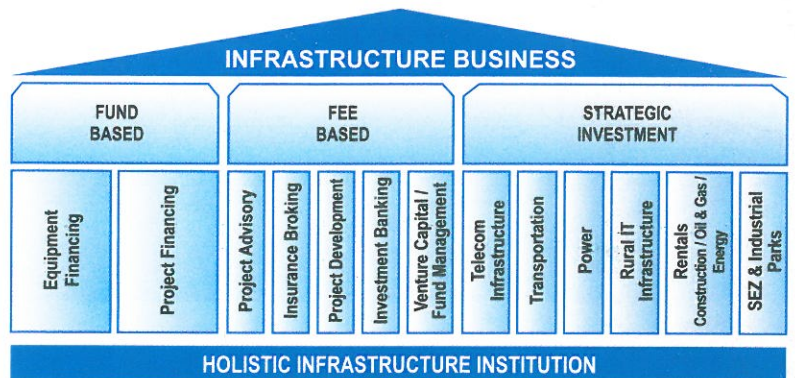 INFRASTRUCTURE BUSINESS
FUND
BASED
FEE
BASED
STRATEGIC
INVESTMENT
Equipment
Financing
Project Financing
Project Advisory
Insurance Broking
Project Development
Investment Banking
Venture Capital /
Fund Management
Telecom
Infrastructure
Transportation
Power
Rural IT
Infrastructure
Rentals
Construction / Oil & Gas /
Energy
SEZ & Industrial
Parks
HOLISTIC INFRASTRUCTURE INSTITUTION